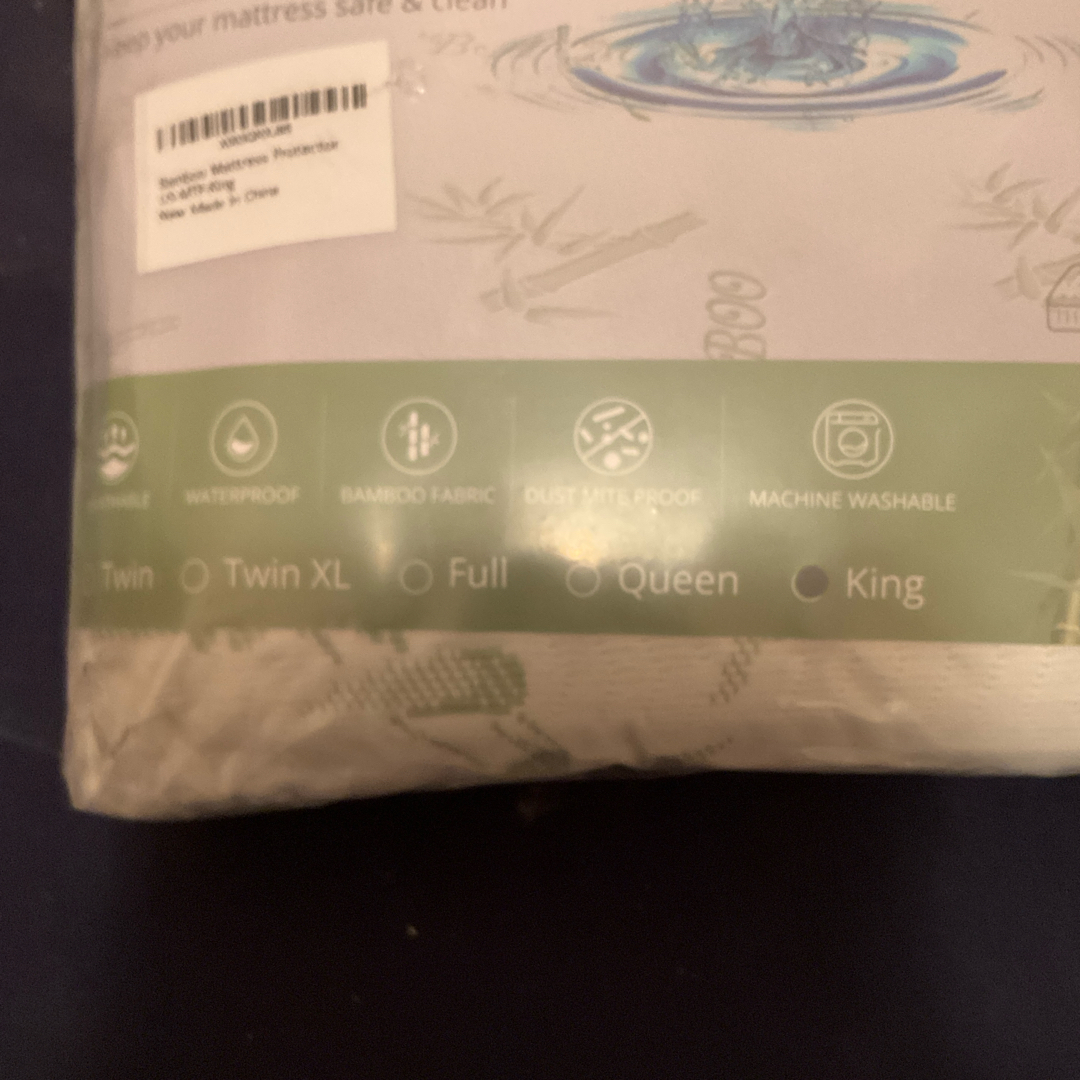 your mattress safe & clean
Bamboo Mattress Protector
New Made In China
BOO
WATERPROOF
BAMBOO FABRIC
DUST MITE PROOF
MACHINE WASHABLE
Twin
Twin XL
Full
Queen
King